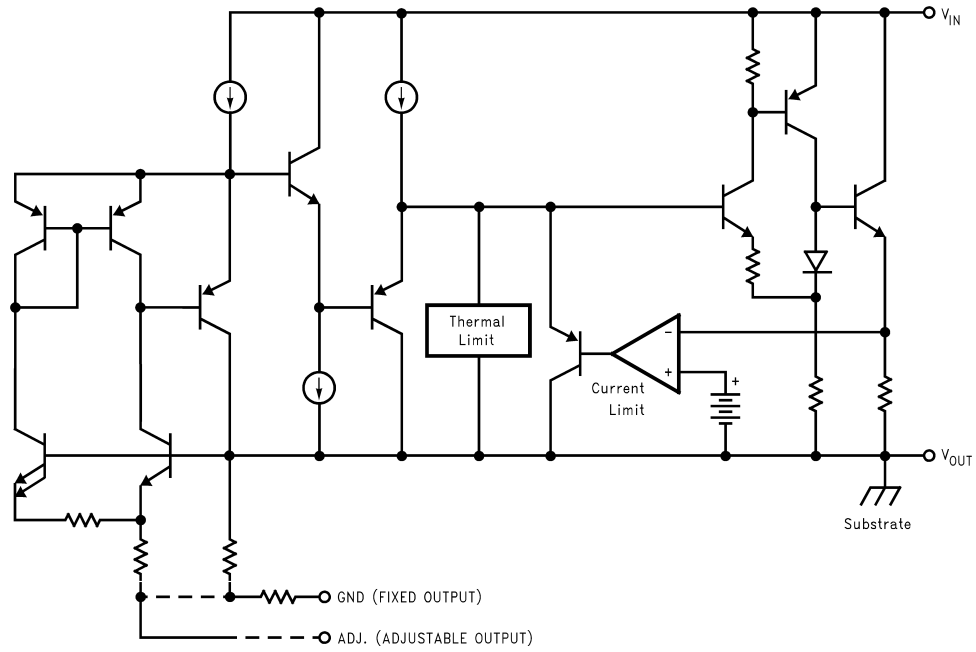 V_IN
Thermal
Limit
−
+
Current
Limit
+
V_OUT
Substrate
GND (FIXED OUTPUT)
ADJ. (ADJUSTABLE OUTPUT)